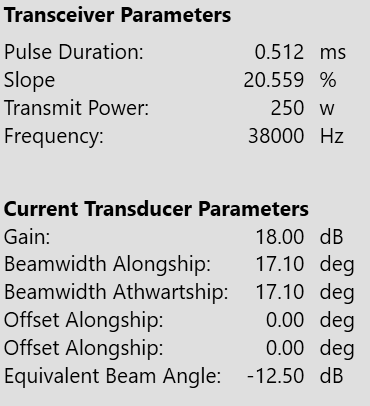 Transceiver Parameters
Pulse Duration: 0.512 ms
Slope 20.559 %
Transmit Power: 250 w
Frequency: 38000 Hz
Current Transducer Parameters
Gain: 18.00 dB
Beamwidth Alongship: 17.10 deg
Beamwidth Athwartship: 17.10 deg
Offset Alongship: 0.00 deg
Offset Alongship: 0.00 deg
Equivalent Beam Angle: -12.50 dB